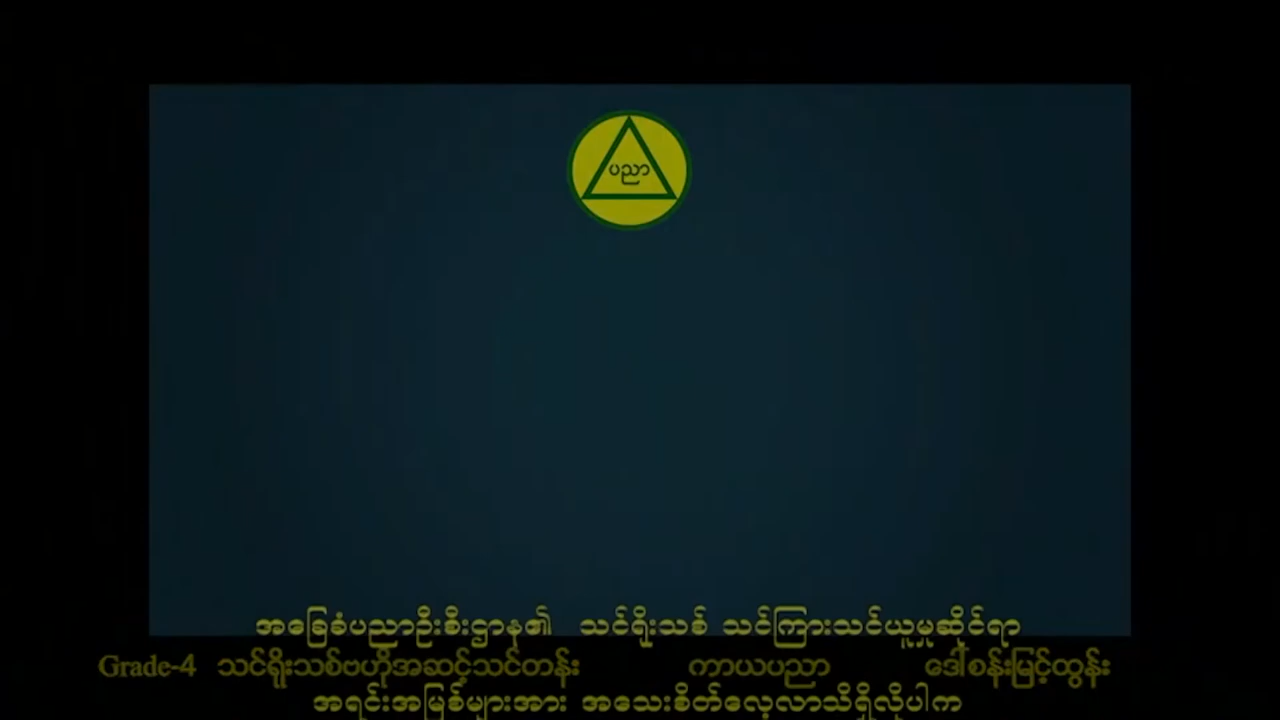 ပညာ
အခြေခံပညာဦးစီးဌာန၏ သင်ရိုးသစ် သင်ကြားသင်ယူမှုဆိုင်ရာ
Grade-4 သင်ရိုးသစ်ဗဟိုအဆင့်သင်တန်း ကာယပညာ ဒေါ်စန်းမြင့်ထွန်း
အရင်းအမြစ်များအား အသေးစိတ်လေ့လာသိရှိလိုပါက